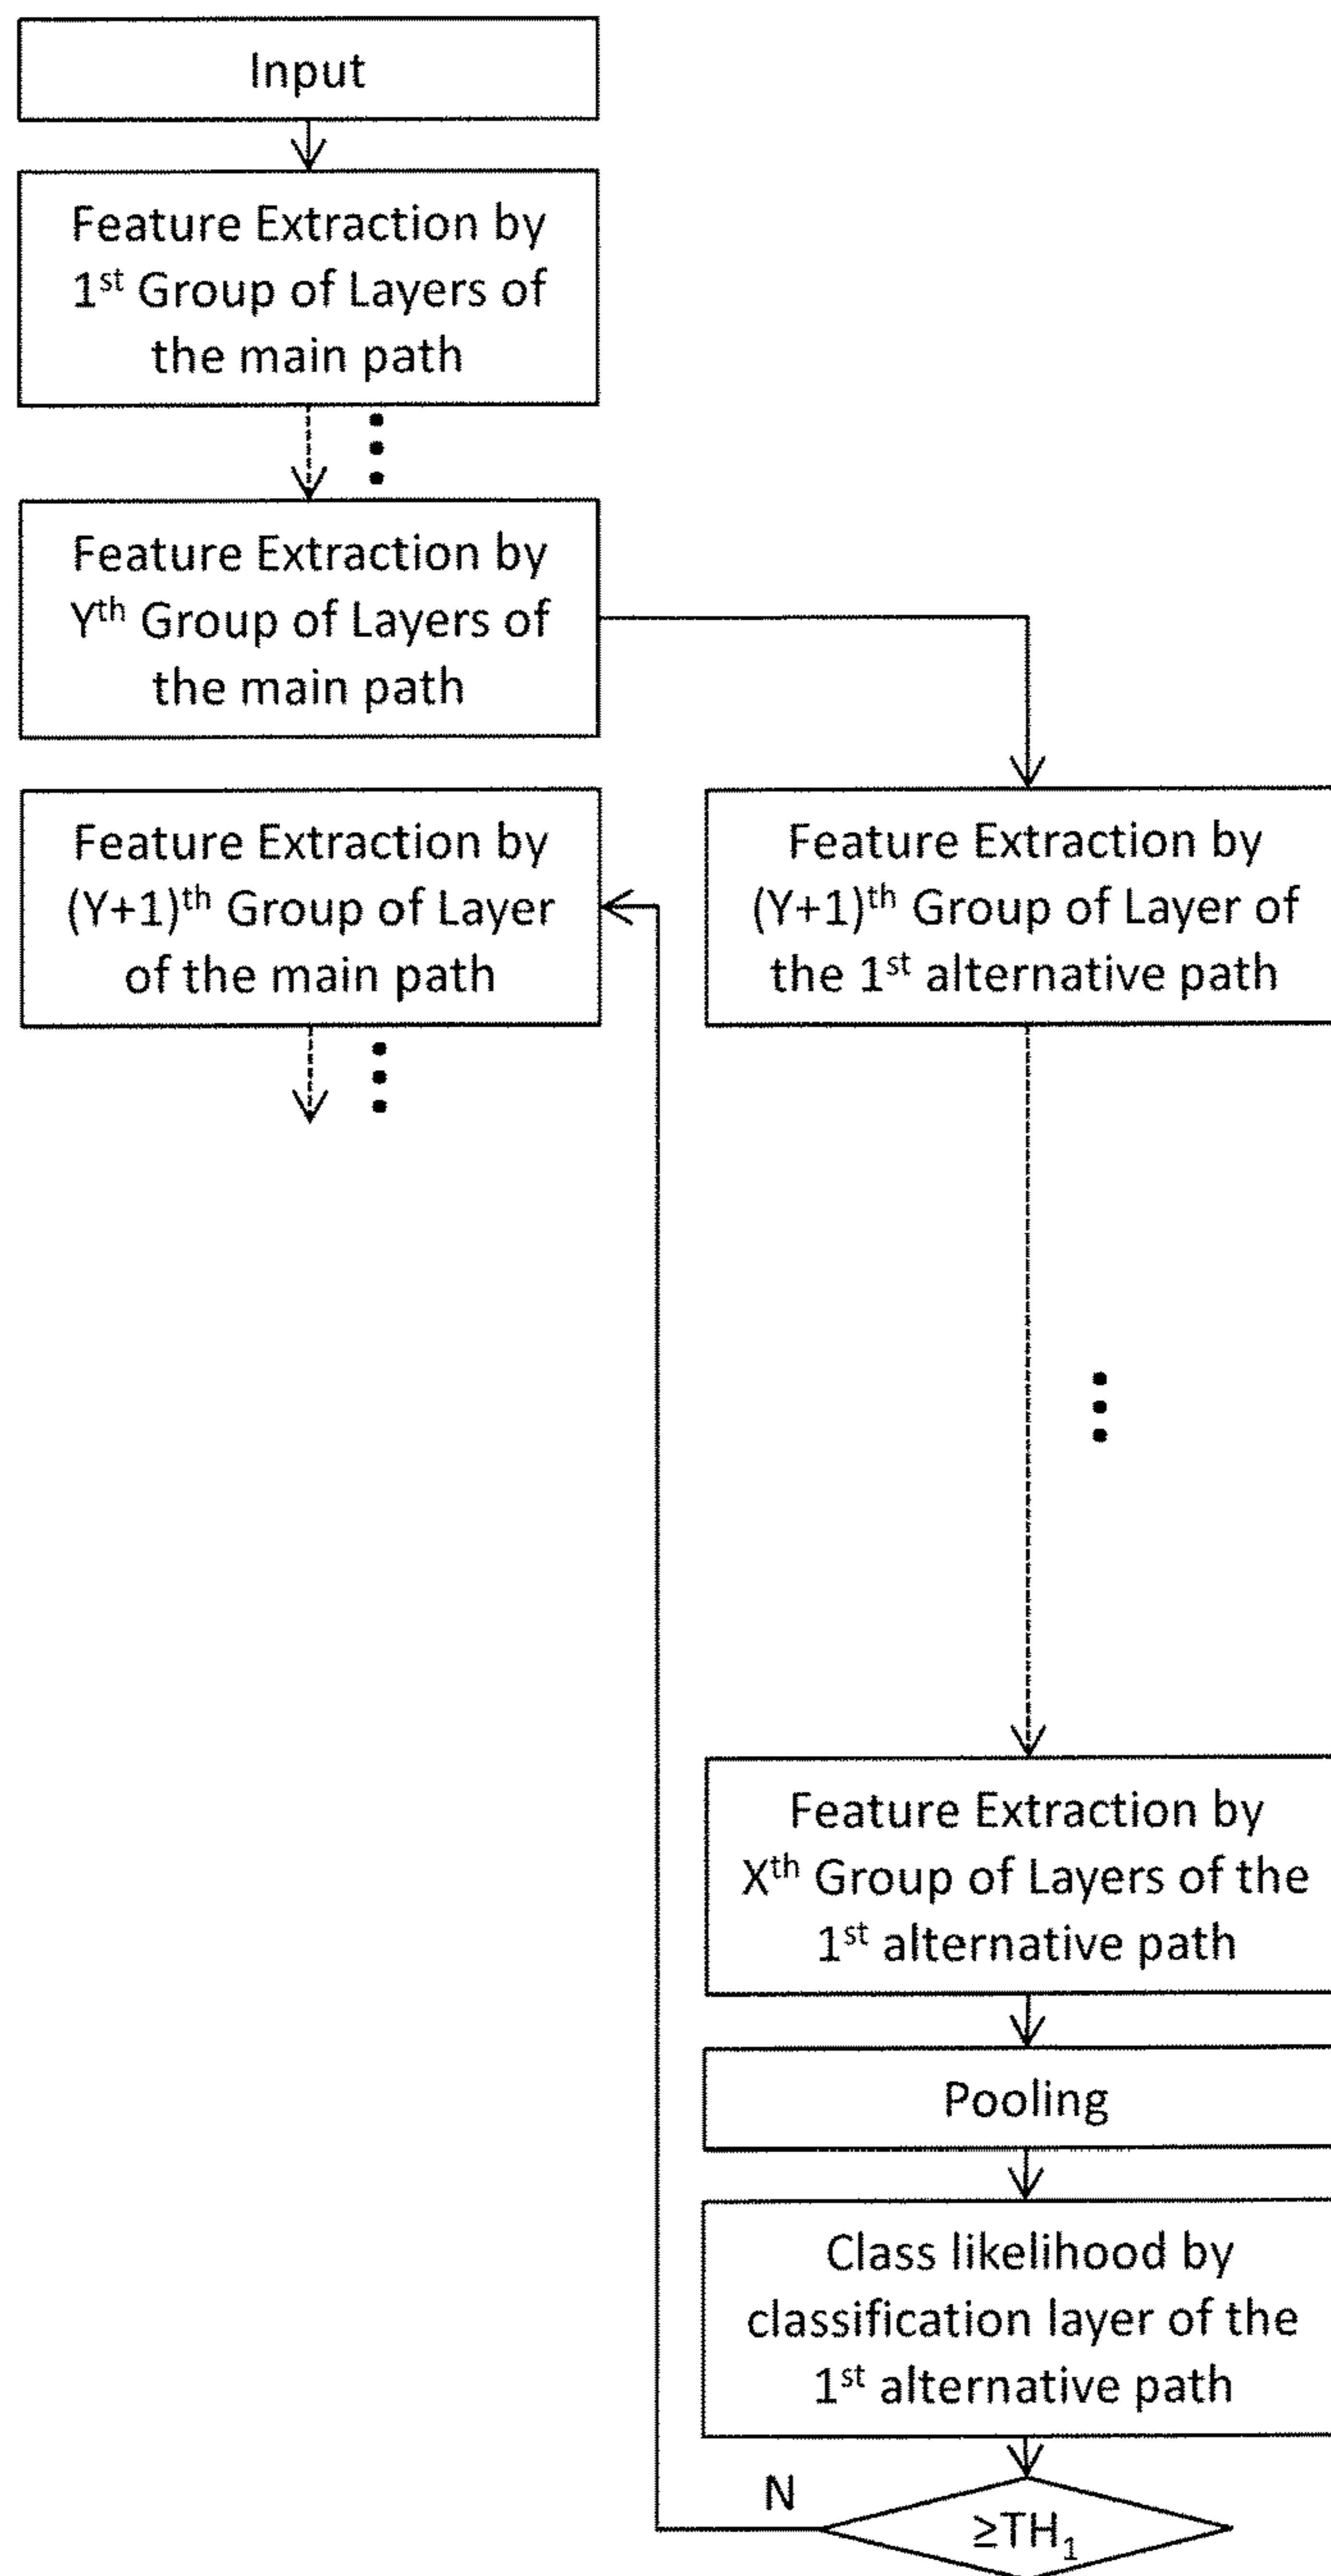 Input
Feature Extraction by
1st Group of Layers of
the main path
Feature Extraction by
Yth Group of Layers of
the main path
Feature Extraction by
(Y+1)th Group of Layer
of the main path
Feature Extraction by
(Y+1)th Group of Layer of
the 1st alternative path
Feature Extraction by
Xth Group of Layers of the
1st alternative path
Pooling
Class likelihood by
classification layer of the
1st alternative path
N
≥TH1